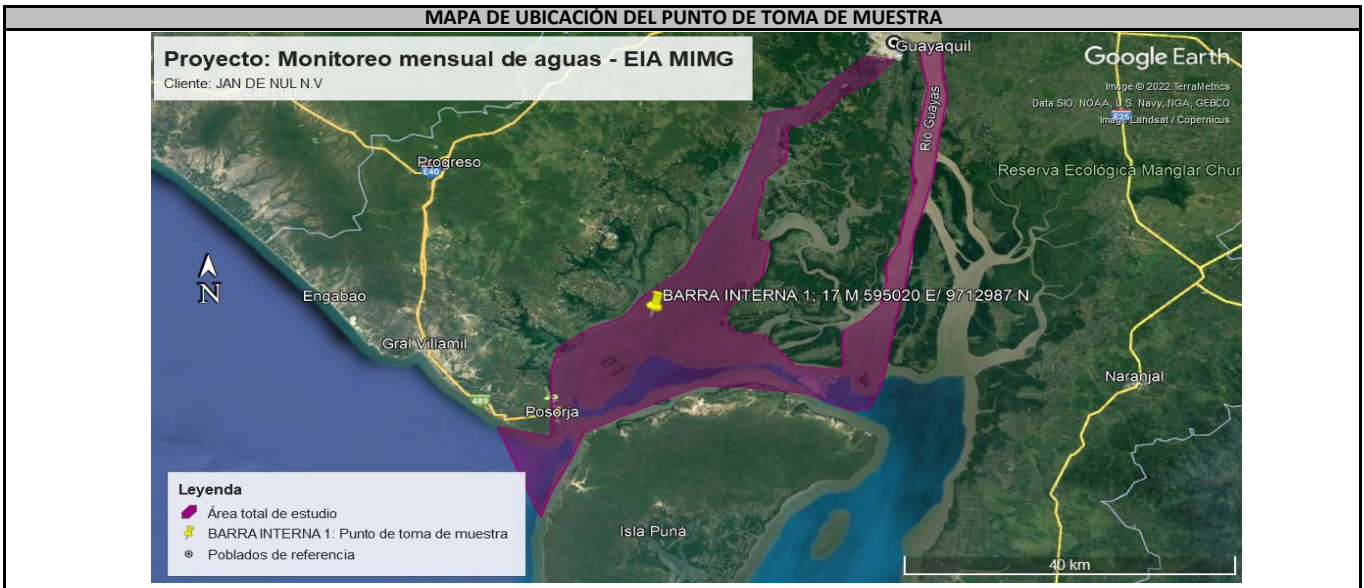 MAPA DE UBICACIÓN DEL PUNTO DE TOMA DE MUESTRA
Proyecto: Monitoreo mensual de aguas - EIA MIMG
Cliente: JAN DE NUL N.V
Guayaquil
Google Earth
Image © 2022 TerraMetrics
Data SIO, NOAA, U.S. Navy, NGA, GEBCO
Image Landsat / Copernicus
E25
Río Guayas
Progreso
E40
Reserva Ecológica Manglar Chur
N
Engabao
BARRA INTERNA 1; 17 M 595020 E/ 9712987 N
Gral Villamil
Naranjal
489
Posorja
Leyenda
Área total de estudio
BARRA INTERNA 1: Punto de toma de muestra
Poblados de referencia
Isla Puná
40 km